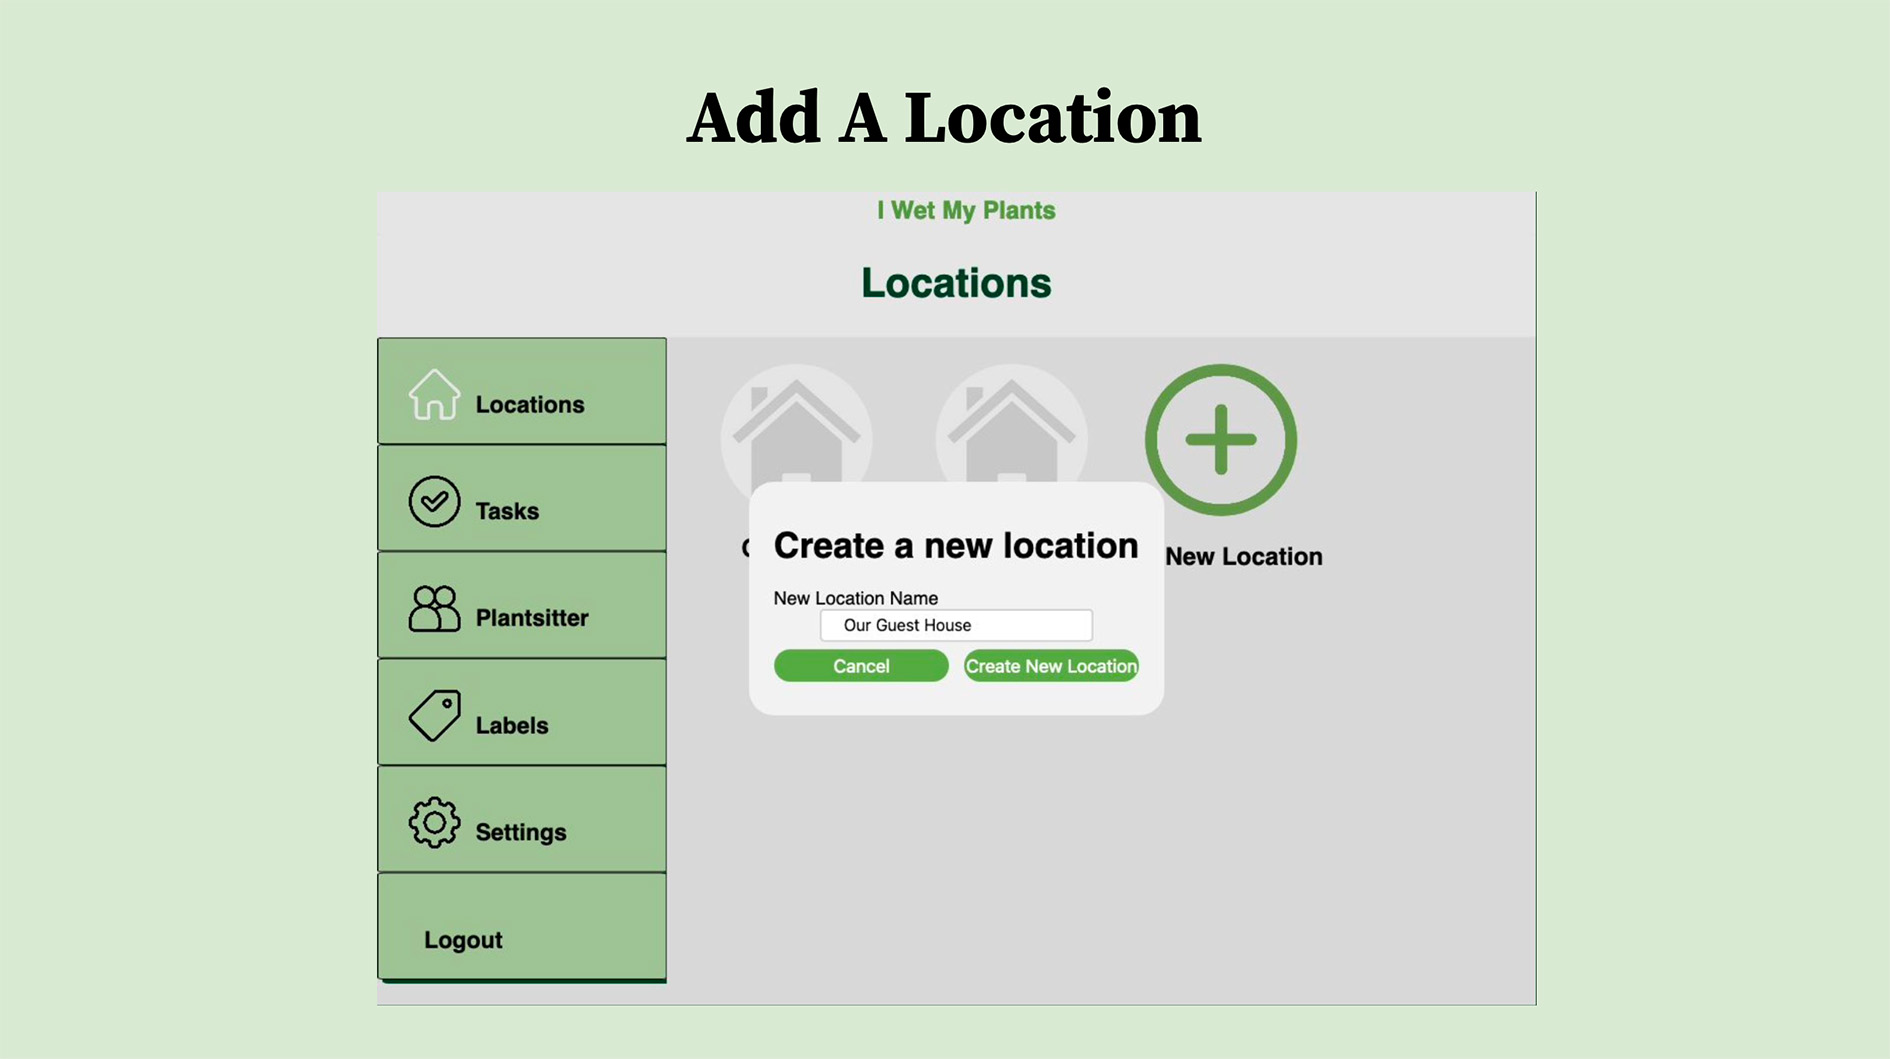 Add A Location
I Wet My Plants
Locations
Locations
Tasks
Plantsitter
Labels
Settings
Logout
New Location
Create a new location
New Location Name
Our Guest House
Cancel
Create New Location